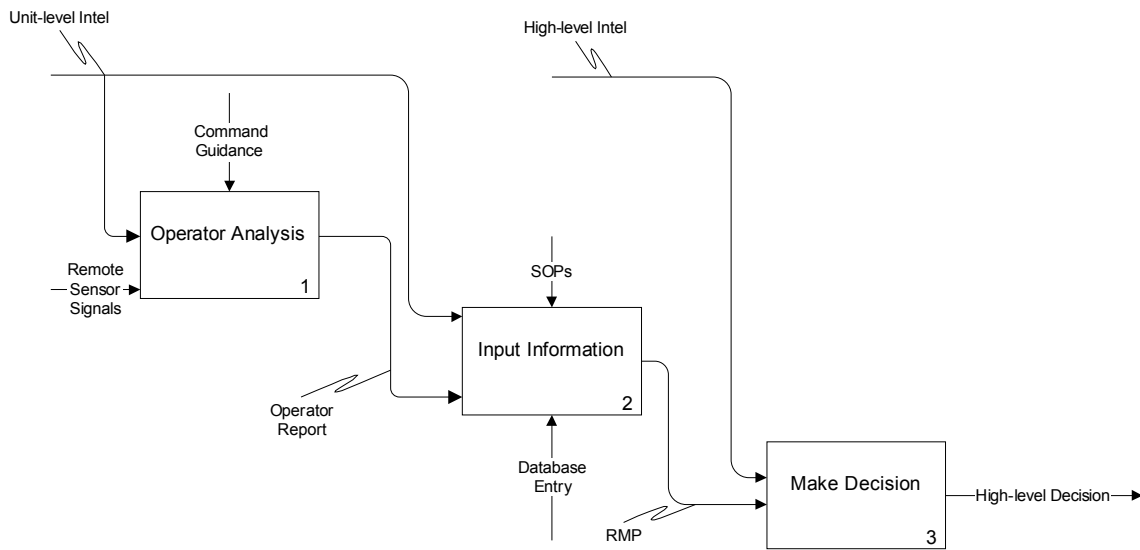 Unit-level Intel
High-level Intel
Command
Guidance
Operator Analysis
1
Remote
Sensor
Signals
SOPs
Input Information
2
Operator
Report
Database
Entry
Make Decision
3
High-level Decision
RMP